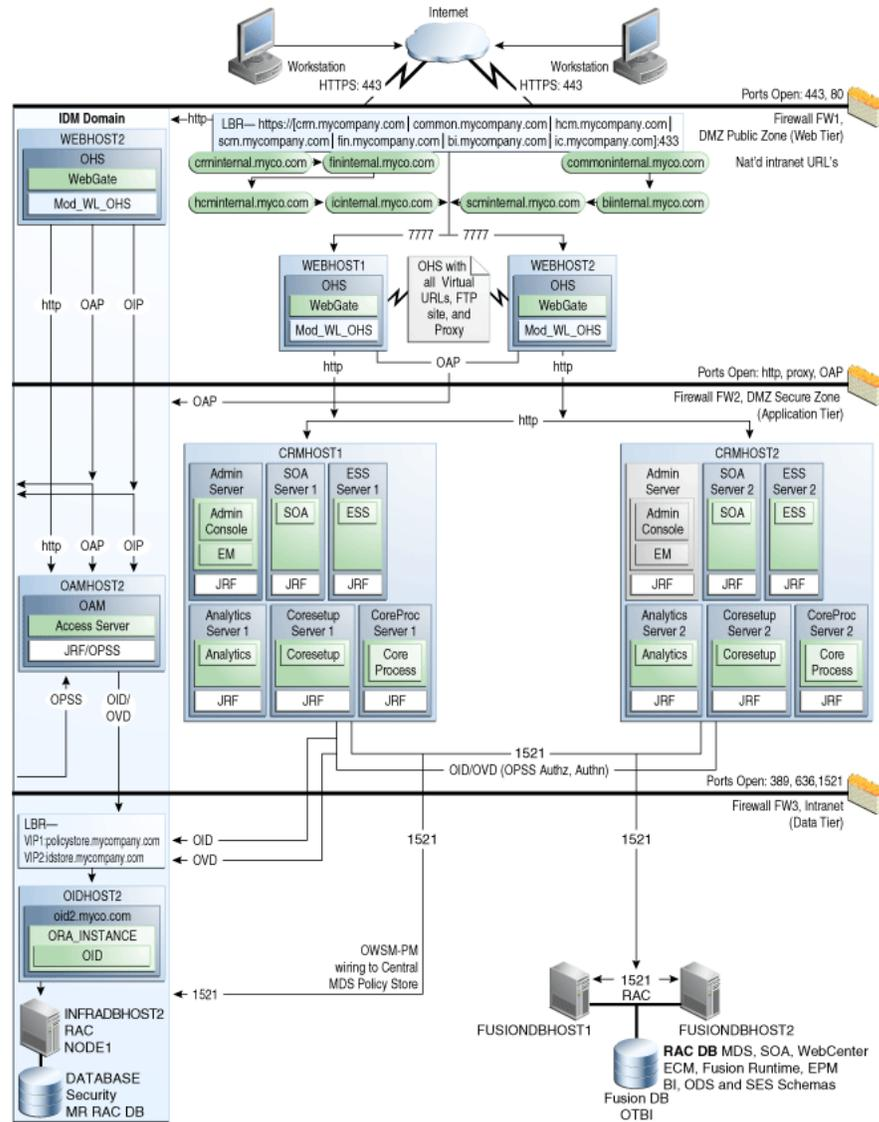 Internet
Workstation
Workstation
HTTPS: 443
HTTPS: 443
Ports Open: 443, 80
Firewall FW1,
DMZ Public Zone (Web Tier)
Nat'd intranet URL's
IDM Domain
WEBHOST2
OHS
WebGate
Mod_WL_OHS
http
LBR— https://[crn.mycompany.com | common.mycompany.com | hcm.mycompany.com |
scm.mycompany.com | fin.mycompany.com | bi.mycompany.com | ic.mycompany.com]:433
crminternal.myco.com
fininternal.myco.com
commoninternal.myco.com
hcminternal.myco.com
icinternal.myco.com
scminternal.myco.com
biinternal.myco.com
7777
7777
WEBHOST1
OHS
WebGate
Mod_WL_OHS
OHS with
all Virtual
URLs, FTP
site, and
Proxy
WEBHOST2
OHS
WebGate
Mod_WL_OHS
http
OAP
OIP
http
OAP
http
Ports Open: http, proxy, OAP
Firewall FW2, DMZ Secure Zone
(Application Tier)
OAP
http
CRMHOST1
Admin
Server
Admin
Console
EM
JRF
SOA
Server 1
SOA
JRF
ESS
Server 1
ESS
JRF
Analytics
Server 1
Analytics
JRF
Coresetup
Server 1
Coresetup
JRF
CoreProc
Server 1
Core
Process
JRF
CRMHOST2
Admin
Server
Admin
Console
EM
JRF
SOA
Server 2
SOA
JRF
ESS
Server 2
ESS
JRF
Analytics
Server 2
Analytics
JRF
Coresetup
Server 2
Coresetup
JRF
CoreProc
Server 2
Core
Process
JRF
http
OAP
OIP
OAMHOST2
OAM
Access Server
JRF/OPSS
OPSS
OID/
OVD
1521
OID/OVD (OPSS Authz, Authn)
Ports Open: 389, 636,1521
Firewall FW3, Intranet
(Data Tier)
LBR—
VIP1:policystore.mycompany.com
VIP2:idstore.mycompany.com
OID
OVD
1521
1521
OIDHOST2
oid2.myco.com
ORA_INSTANCE
OID
OWSM-PM
wiring to Central
MDS Policy Store
1521
INFRADBHOST2
RAC
NODE1
DATABASE
Security
MR RAC DB
1521
RAC
FUSIONDBHOST1
FUSIONDBHOST2
RAC DB MDS, SOA, WebCenter
ECM, Fusion Runtime, EPM
BI, ODS and SES Schemas
Fusion DB
OTBI